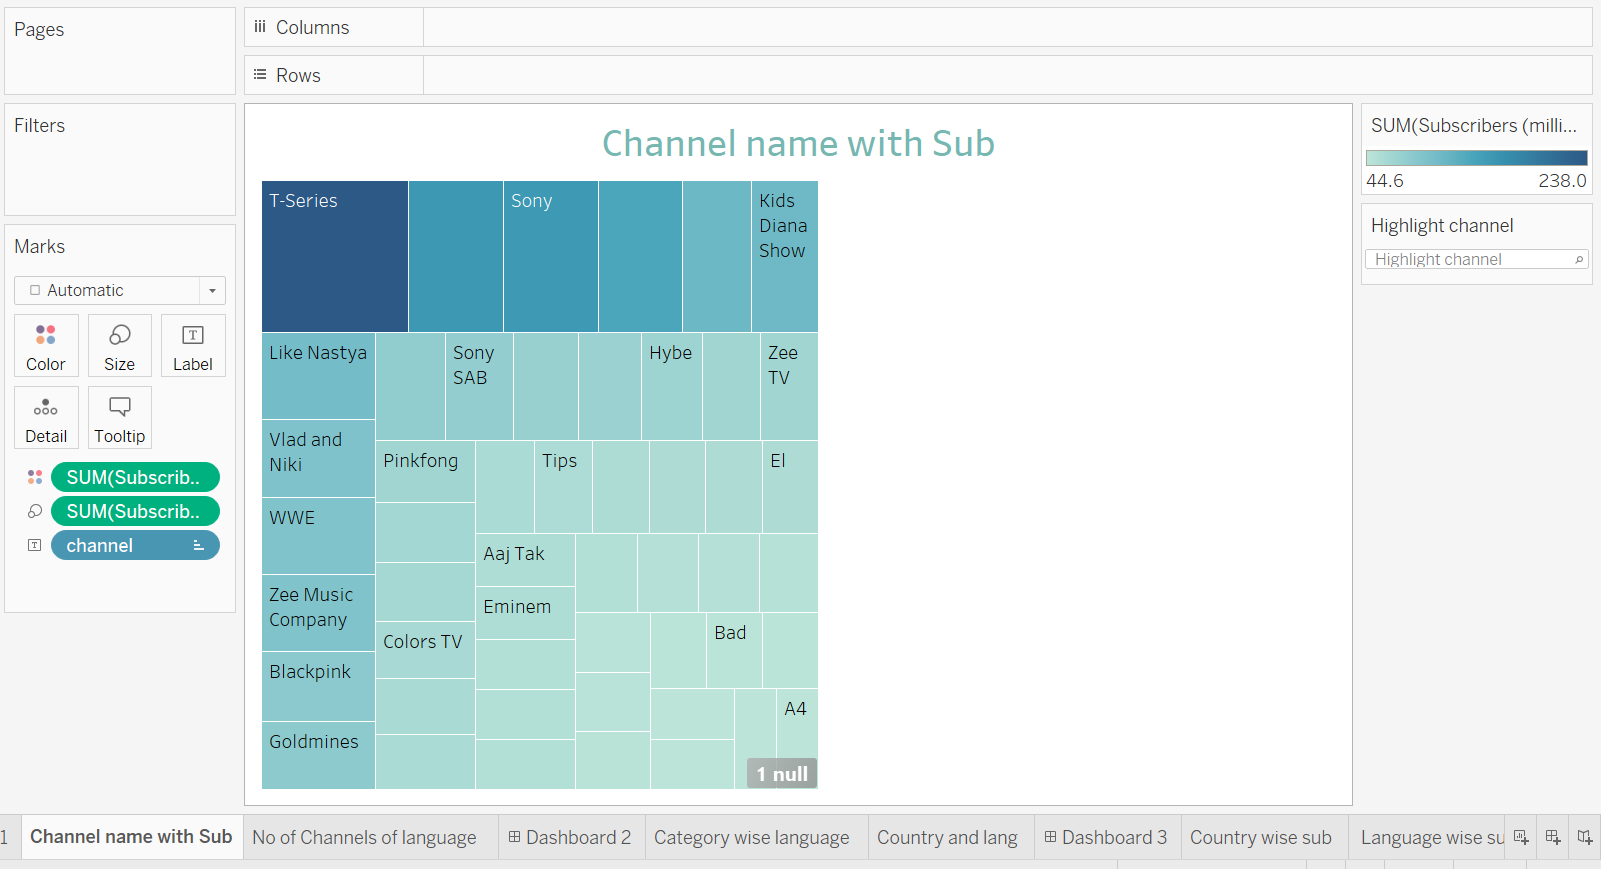 Pages
Columns
Rows
Filters
Marks
Automatic
Color
Size
Label
Detail
Tooltip
SUM(Subscrib..
SUM(Subscrib..
channel
Channel name with Sub
T-Series
Sony
Kids
Diana
Show
Like Nastya
Sony
SAB
Hybe
Zee
TV
Vlad and
Niki
Pinkfong
Tips
El
WWE
Aaj Tak
Zee Music
Company
Eminem
Colors TV
Bad
Blackpink
A4
Goldmines
1 null
SUM(Subscribers (milli...
44.6
238.0
Highlight channel
Highlight channel
1
Channel name with Sub
No of Channels of language
Dashboard 2
Category wise language
Country and lang
Dashboard 3
Country wise sub
Language wise su